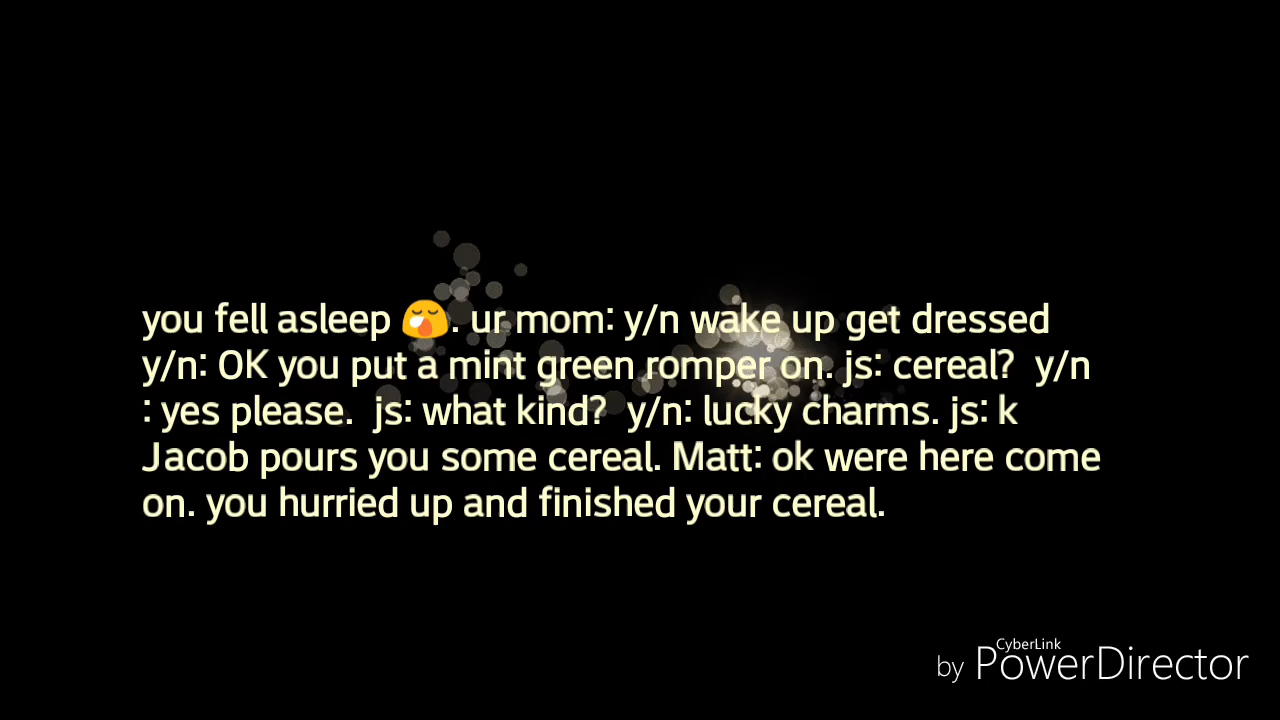 you fell asleep 😪. ur mom: y/n wake up get dressed
y/n: OK you put a mint green romper on. js: cereal?  y/n
: yes please.  js: what kind?  y/n: lucky charms. js: k
Jacob pours you some cereal. Matt: ok were here come
on. you hurried up and finished your cereal.
CyberLink
by PowerDirector